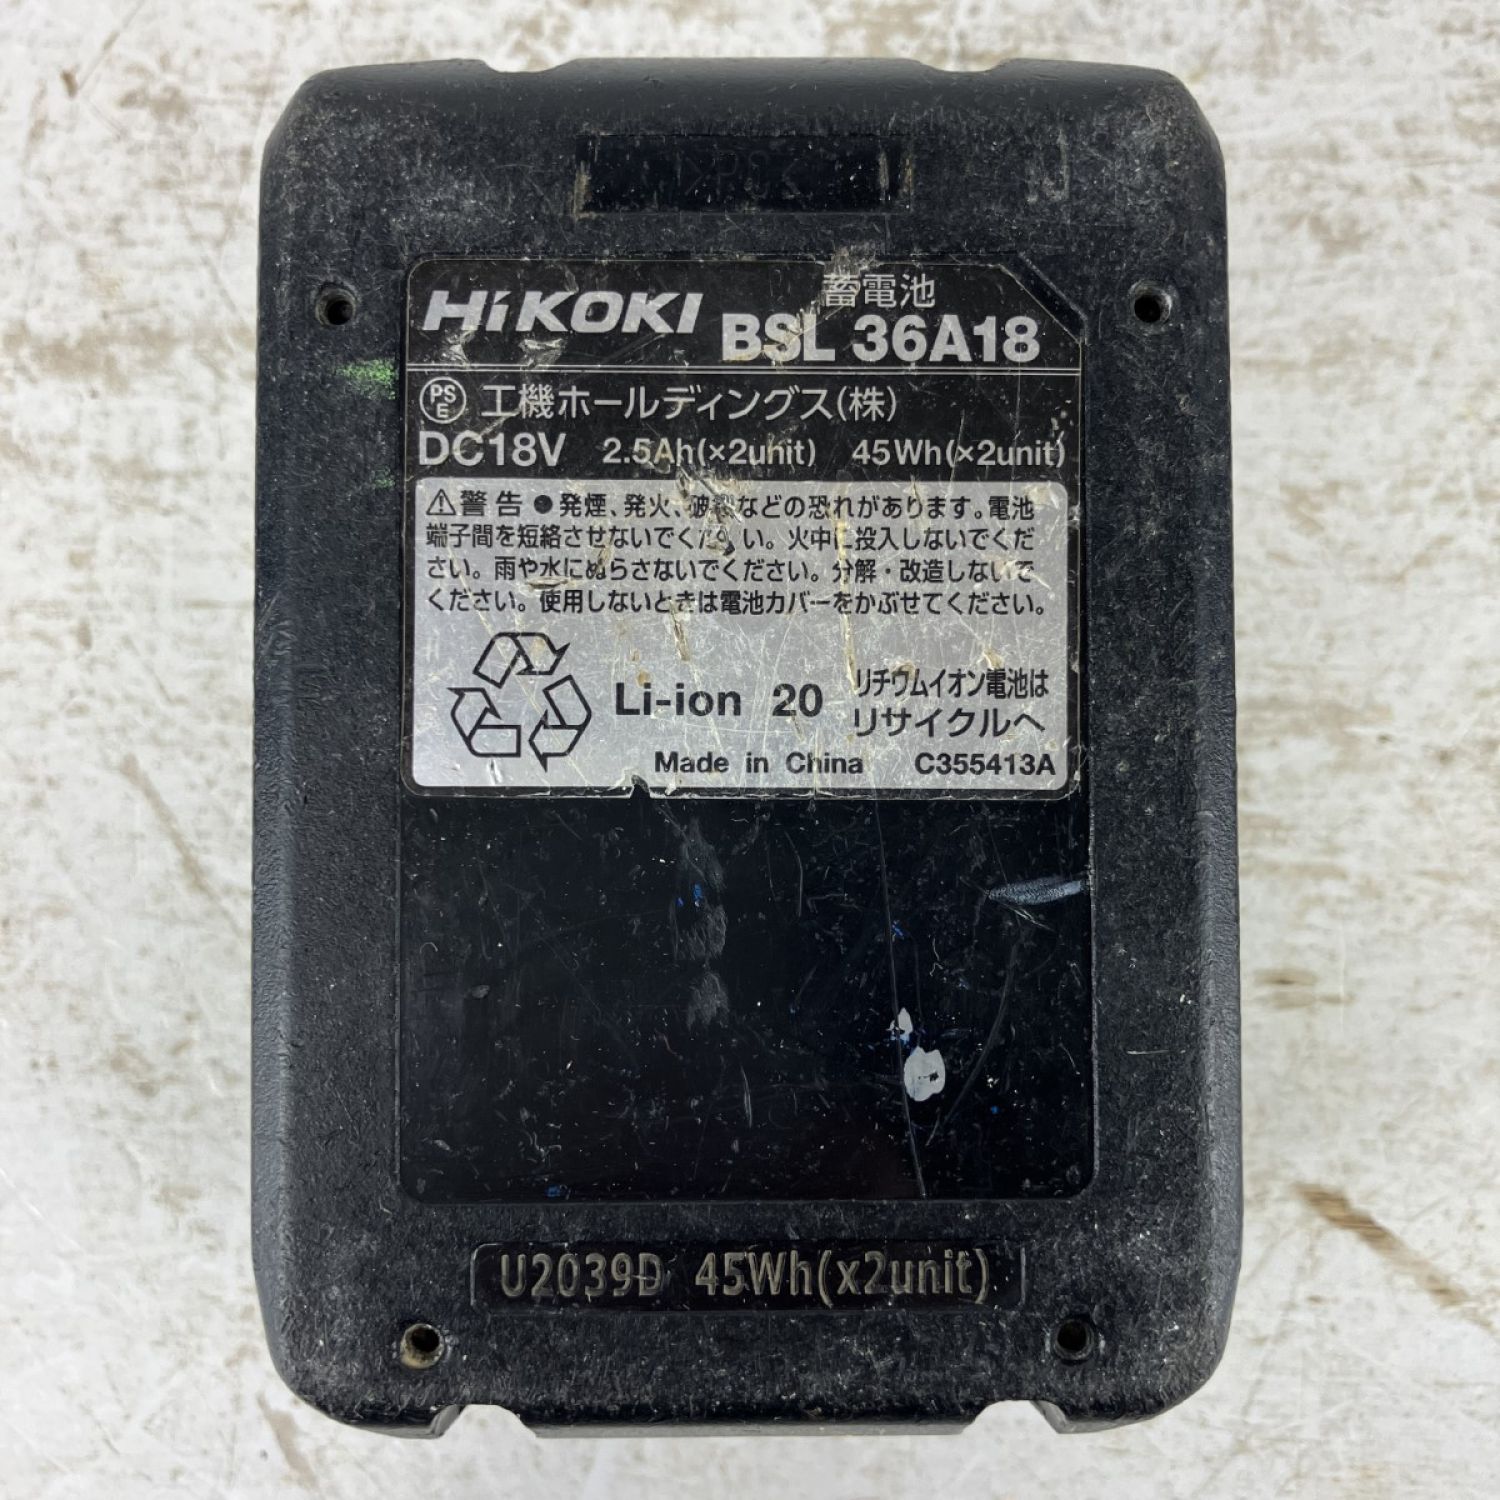 >PC<
HiKOKI 蓄電池
BSL 36A18
PSE 工機ホールディングス(株)
DC18V 2.5Ah(×2unit) 45Wh(×2unit)
⚠警告 ●発煙、発火、破裂などの恐れがあります。電池
端子間を短絡させないでください。火中に投入しないでくだ
さい。雨や水にぬらさないでください。分解・改造しないで
ください。使用しないときは電池カバーをかぶせてください。
Li-ion 20 リチウムイオン電池は
リサイクルへ
Made in China C355413A
U2039D 45Wh(x2unit)